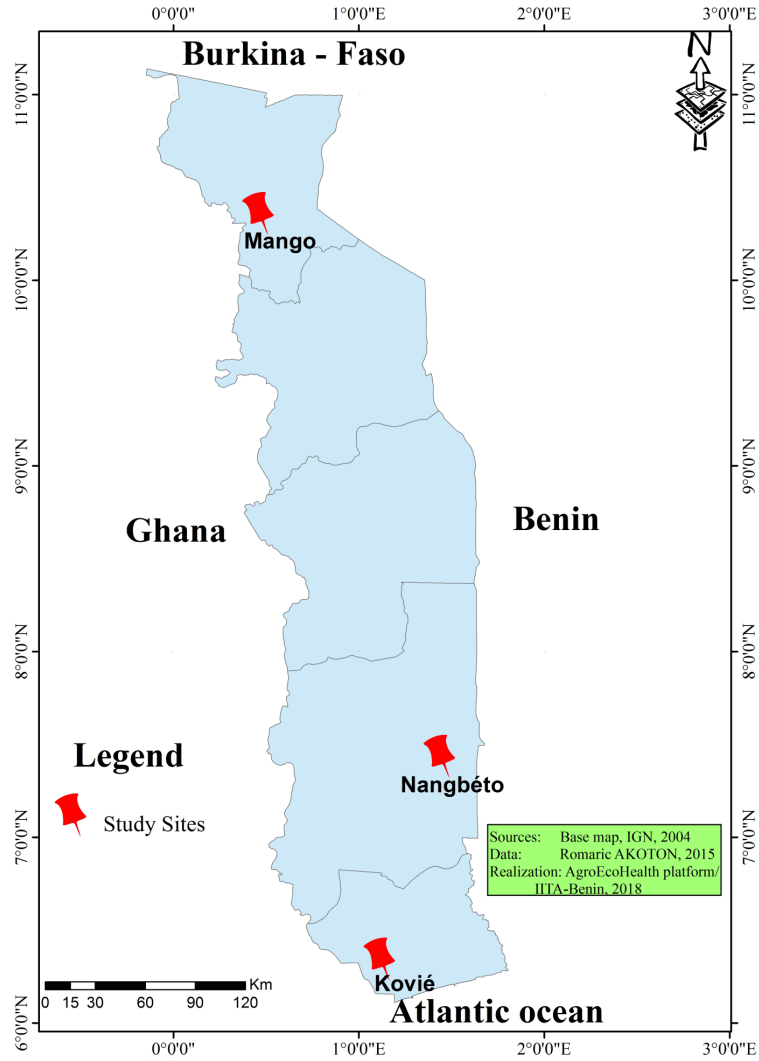 0°0'0" 1°0'0"E 2°0'0"E 3°0'0"E
Burkina - Faso
N
11°0'0"N 11°0'0"N
Mango
10°0'0"N 10°0'0"N
9°0'0"N 9°0'0"N
Ghana
Benin
8°0'0"N 8°0'0"N
Legend
Study Sites
Nangbéto
7°0'0"N 7°0'0"N
Sources: Base map, IGN, 2004
Data: Romaric AKOTON, 2015
Realization: AgroEcoHealth platform/
IITA-Benin, 2018
Kovié
Km
0 15 30 60 90 120
Atlantic ocean
6°0'0"N 6°0'0"N
0°0'0" 1°0'0"E 2°0'0"E 3°0'0"E